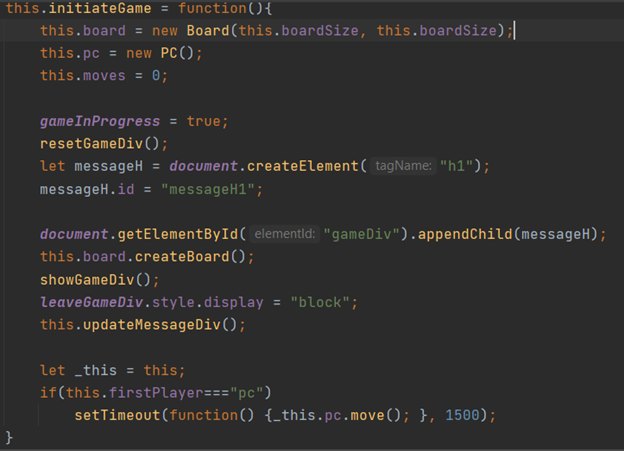 this.initiateGame = function(){
this.board = new Board(this.boardSize, this.boardSize);
this.pc = new PC();
this.moves = 0;
gameInProgress = true;
resetGameDiv();
let messageH = document.createElement( tagName: "h1");
messageH.id = "messageH1";
document.getElementById( elementId: "gameDiv").appendChild(messageH);
this.board.createBoard();
showGameDiv();
leaveGameDiv.style.display = "block";
this.updateMessageDiv();
let _this = this;
if(this.firstPlayer==="pc")
setTimeout(function() {_this.pc.move(); }, 1500);
}